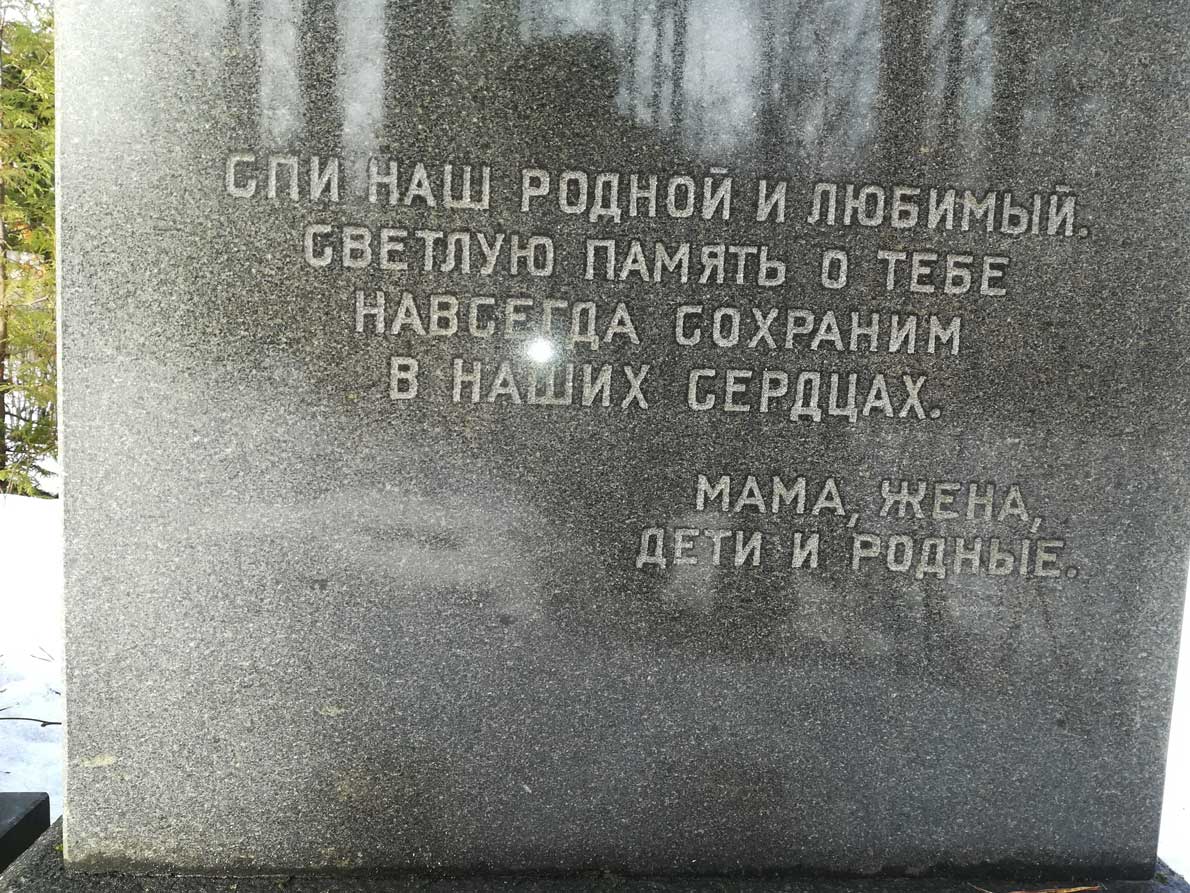 СПИ НАШ РОДНОЙ И ЛЮБИМЫЙ.
СВЕТЛУЮ ПАМЯТЬ О ТЕБЕ
НАВСЕГДА СОХРАНИМ
В НАШИХ СЕРДЦАХ.
МАМА, ЖЕНА,
ДЕТИ И РОДНЫЕ.